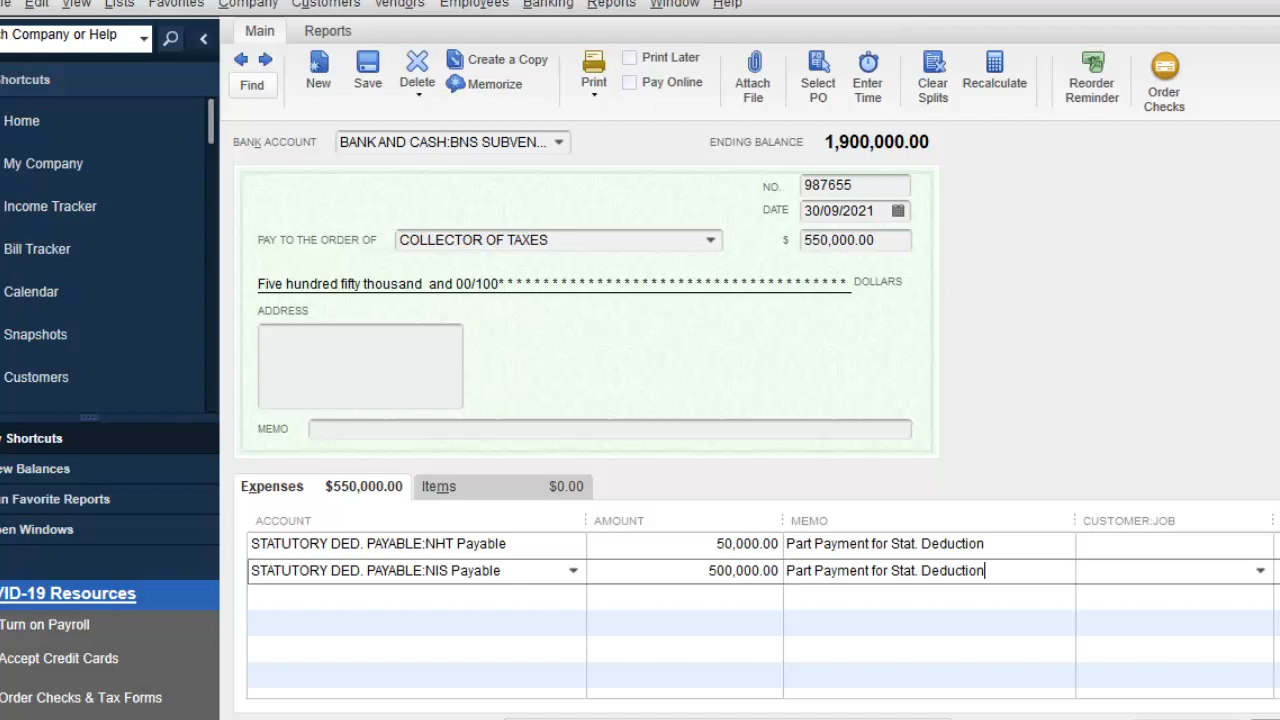 Edit View Lists Favorites Company Customers Vendors Employees Banking Reports Window Help
ch Company or Help
Main Reports
Find
New
Save
Delete
Create a Copy
Memorize
Print
Print Later
Pay Online
Attach File
Select PO
Enter Time
Clear Splits
Recalculate
Reorder Reminder
Order Checks
hortcuts
Home
My Company
Income Tracker
Bill Tracker
Calendar
Snapshots
Customers
Shortcuts
ew Balances
n Favorite Reports
en Windows
VID-19 Resources
Turn on Payroll
Accept Credit Cards
Order Checks & Tax Forms
BANK ACCOUNT BANK AND CASH:BNS SUBVEN... ENDING BALANCE 1,900,000.00
NO. 987655
DATE 30/09/2021
PAY TO THE ORDER OF COLLECTOR OF TAXES $ 550,000.00
Five hundred fifty thousand and 00/100* * * * * * * * * * * * * * * * * * * * * * * * * * * * * * * * * * * * * * * DOLLARS
ADDRESS
MEMO
Expenses $550,000.00 Items $0.00
ACCOUNT AMOUNT MEMO CUSTOMER:JOB
STATUTORY DED. PAYABLE:NHT Payable 50,000.00 Part Payment for Stat. Deduction
STATUTORY DED. PAYABLE:NIS Payable 500,000.00 Part Payment for Stat. Deduction